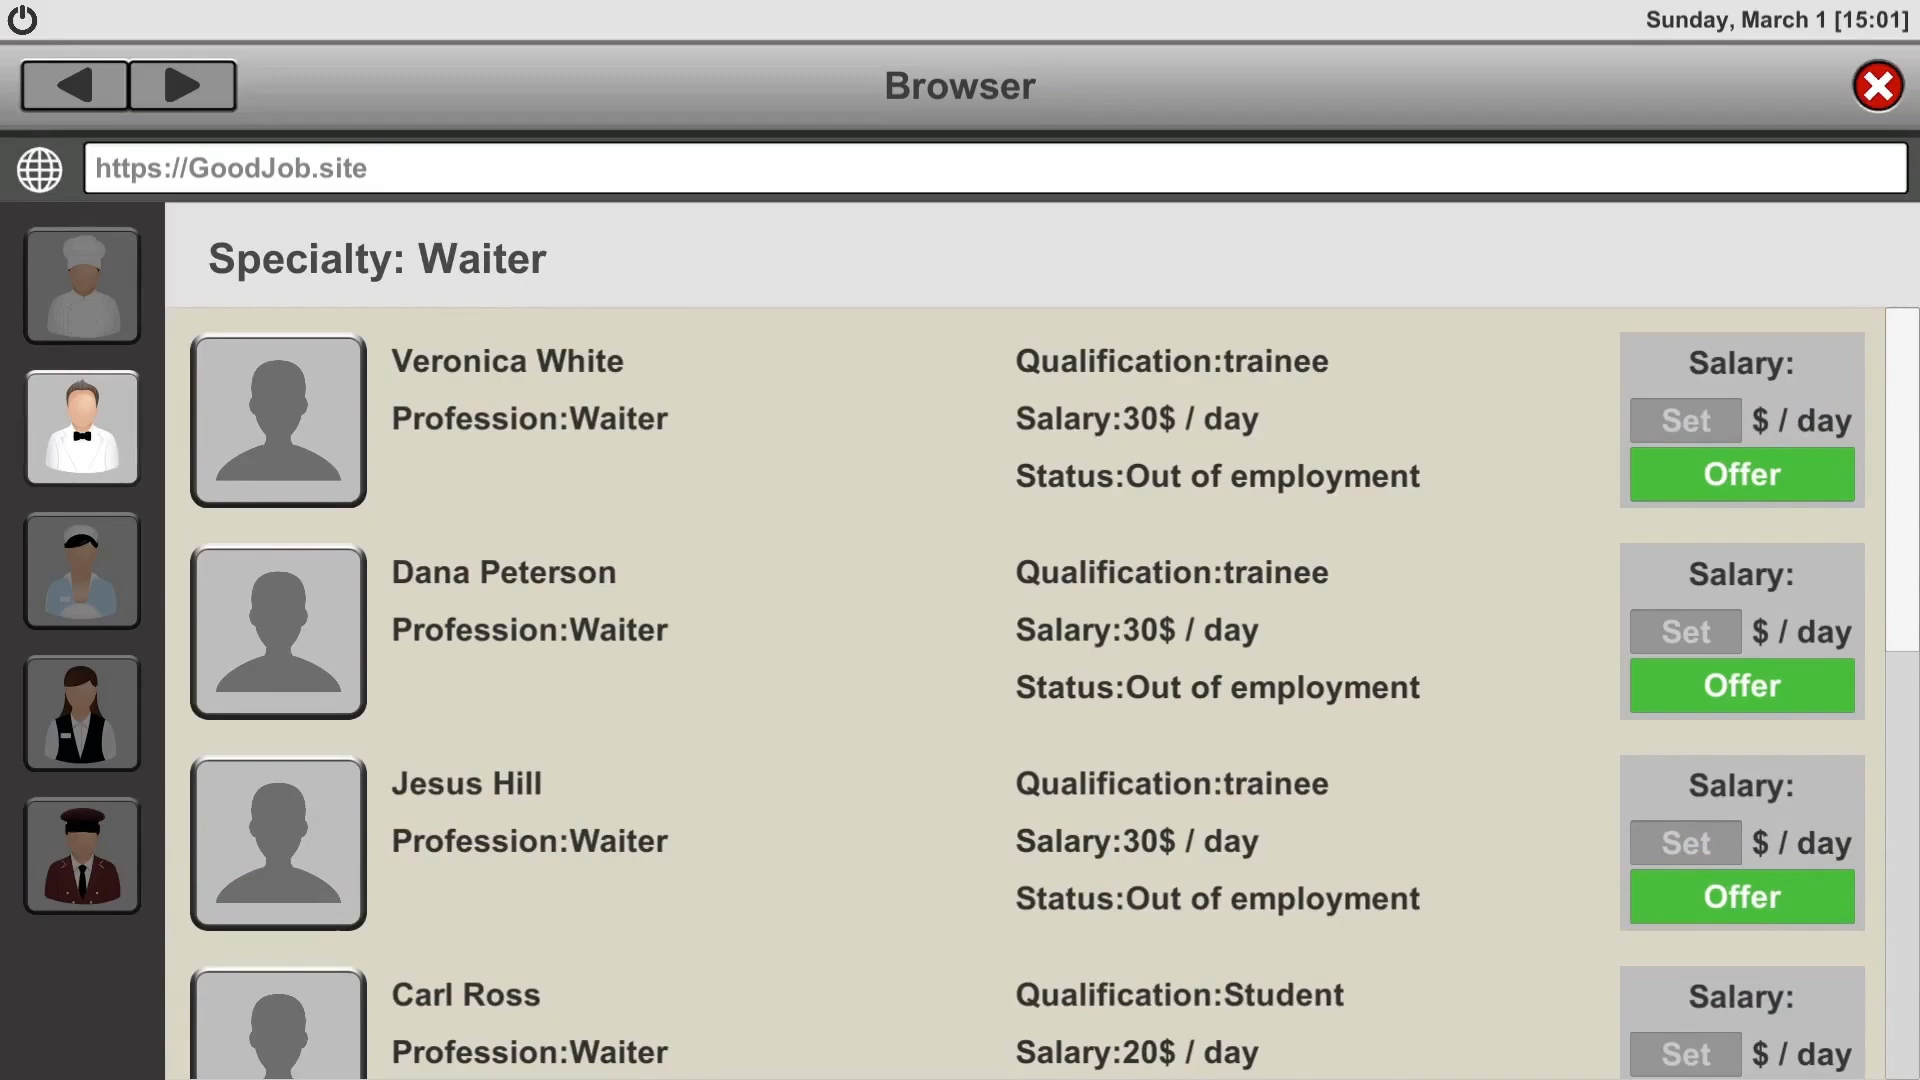 Sunday, March 1 [15:01]
Browser
https://GoodJob.site
Specialty: Waiter
Veronica White
Profession:Waiter
Qualification:trainee
Salary:30$ / day
Status:Out of employment
Salary:
Set $ / day
Offer
Dana Peterson
Profession:Waiter
Qualification:trainee
Salary:30$ / day
Status:Out of employment
Salary:
Set $ / day
Offer
Jesus Hill
Profession:Waiter
Qualification:trainee
Salary:30$ / day
Status:Out of employment
Salary:
Set $ / day
Offer
Carl Ross
Profession:Waiter
Qualification:Student
Salary:20$ / day
Salary:
Set $ / day